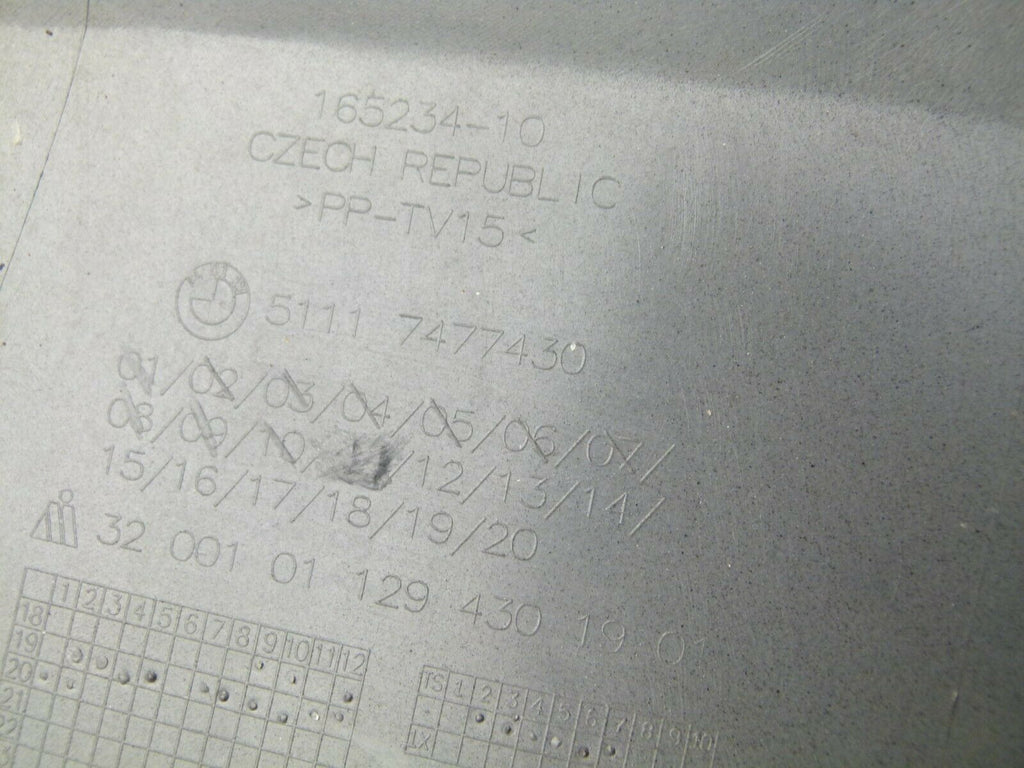 165234-10
CZECH REPUBLIC
>PP-TV15<
5111 7477430
01/02/03/04/05/06/07/
08/09/10/ /12/13/14/
15/16/17/18/19/20
32 001 01 129 430 19 01
1 2 3 4 5 6 7 8 9 10 11 12
18
19
20
21
22
TS 1 2 3 4 5 6 7 8 9 10
IX